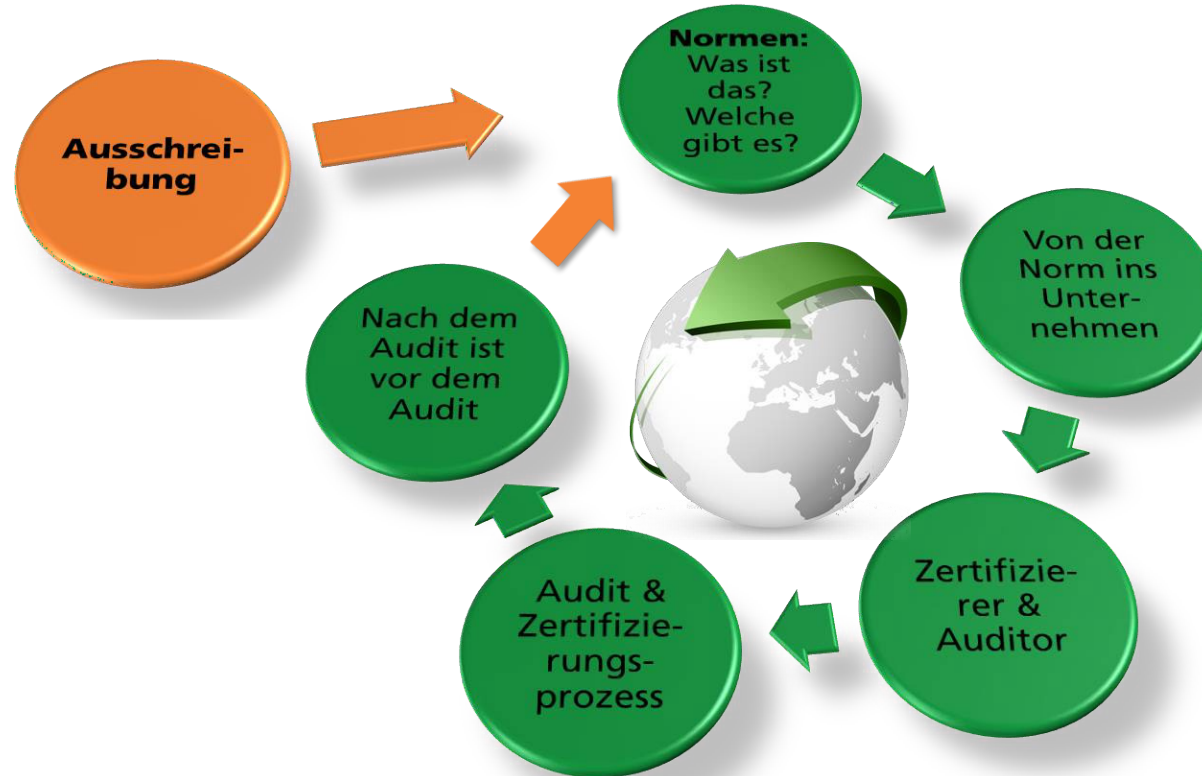 Ausschrei-
bung
Normen:
Was ist
das?
Welche
gibt es?
Von der
Norm ins
Unter-
nehmen
Zertifizie-
rer &
Auditor
Audit &
Zertifizie-
rungs-
prozess
Nach dem
Audit ist
vor dem
Audit